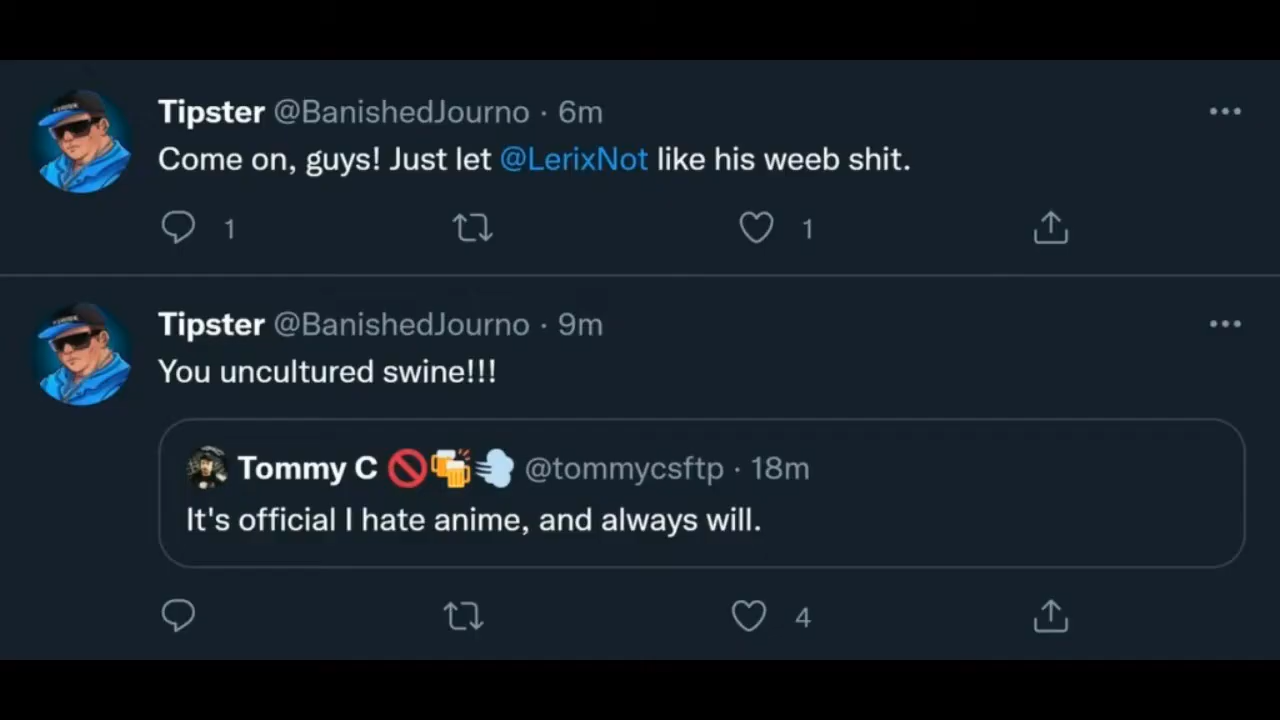 Tipster @BanishedJourno · 6m
Come on, guys! Just let @LerixNot like his weeb shit.
1 1
Tipster @BanishedJourno · 9m
You uncultured swine!!!
Tommy C 🚫🍻💨 @tommycsftp · 18m
It's official I hate anime, and always will.
4